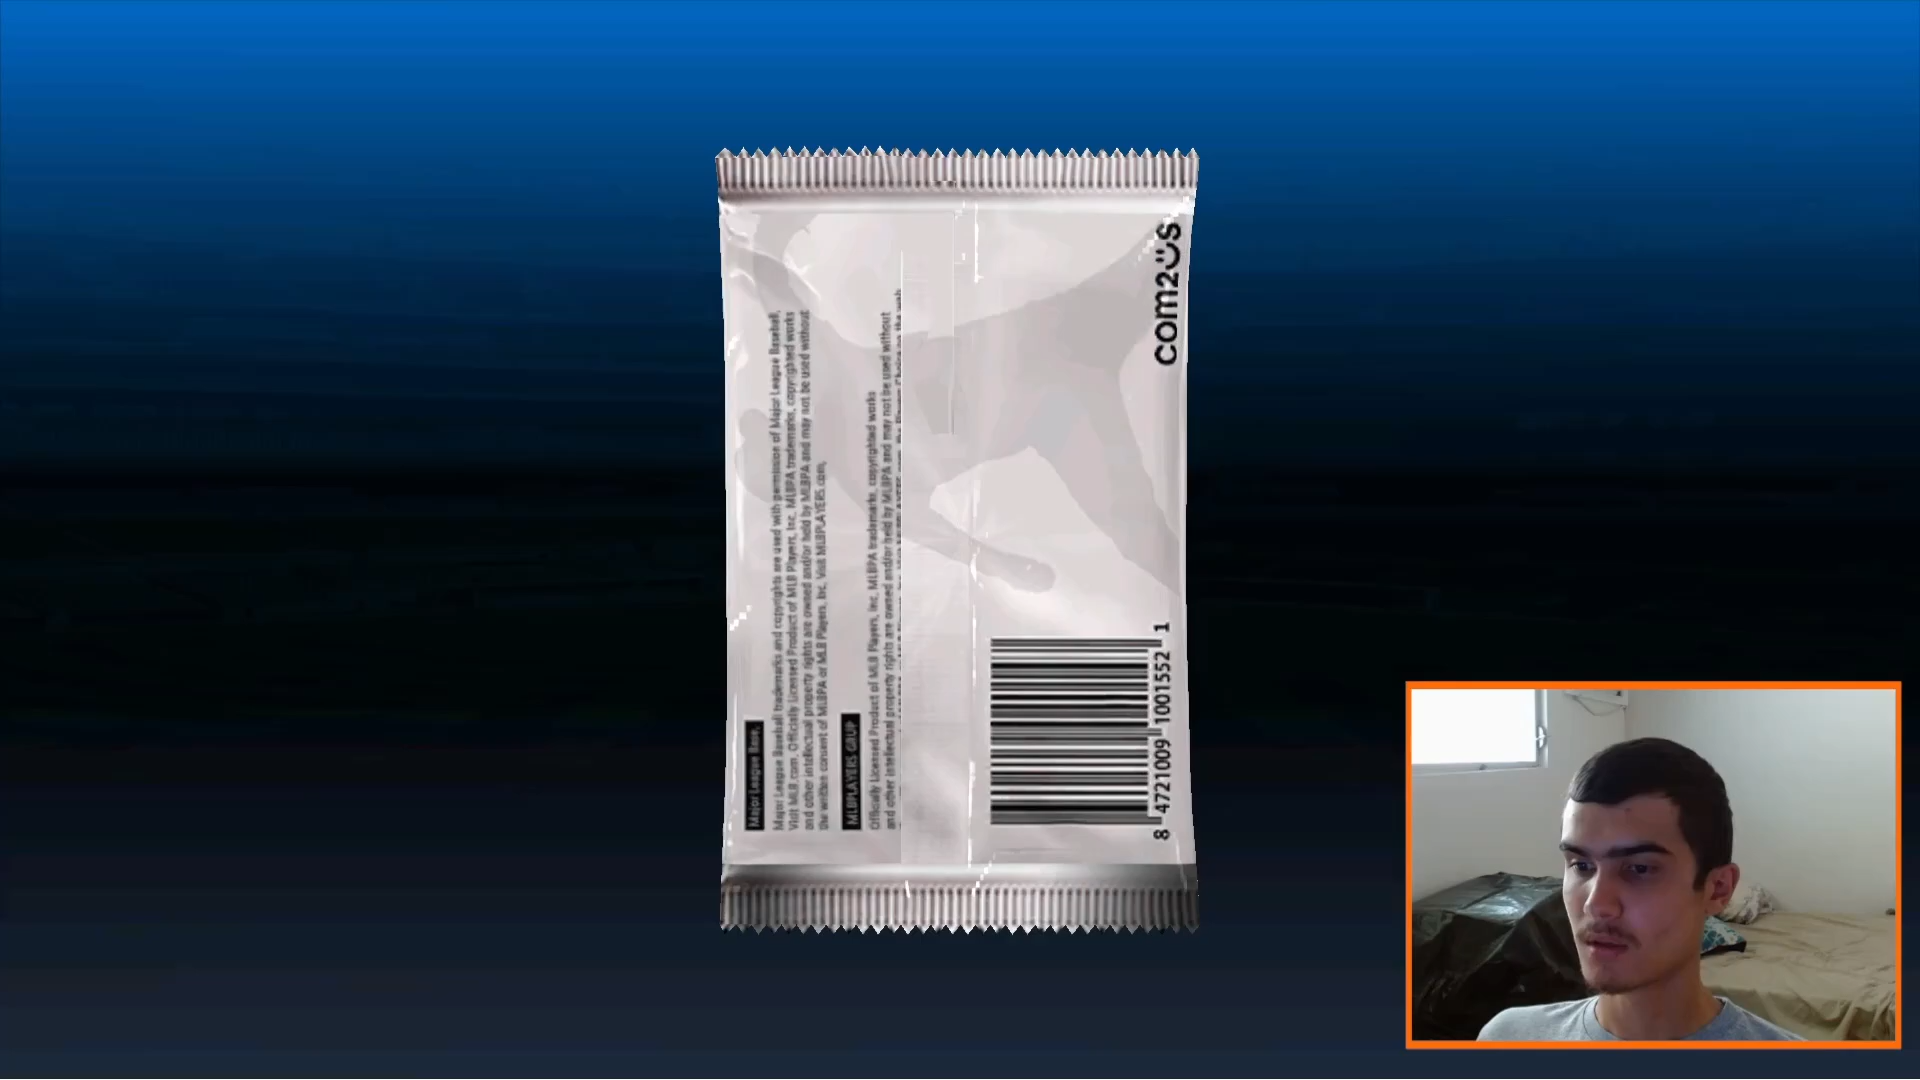 Major League Base.
Major League Baseball trademarks and copyrights are used with permission of Major League Baseball.
Visit MLB.com. Officially Licensed Product of MLB Players, Inc. MLBPA trademarks, copyrighted works
and other intellectual property rights are owned and/or held by MLBPA and may not be used without
the written consent of MLBPA or MLB Players, Inc. Visit MLBPLAYERS.com,
MLBPLAYERS GRUP
Officially Licensed Product of MLB Players, Inc. MLBPA trademarks, copyrighted works
and other intellectual property rights are owned and/or held by MLBPA and may not be used without
com2us
8 4721009 1001552 1